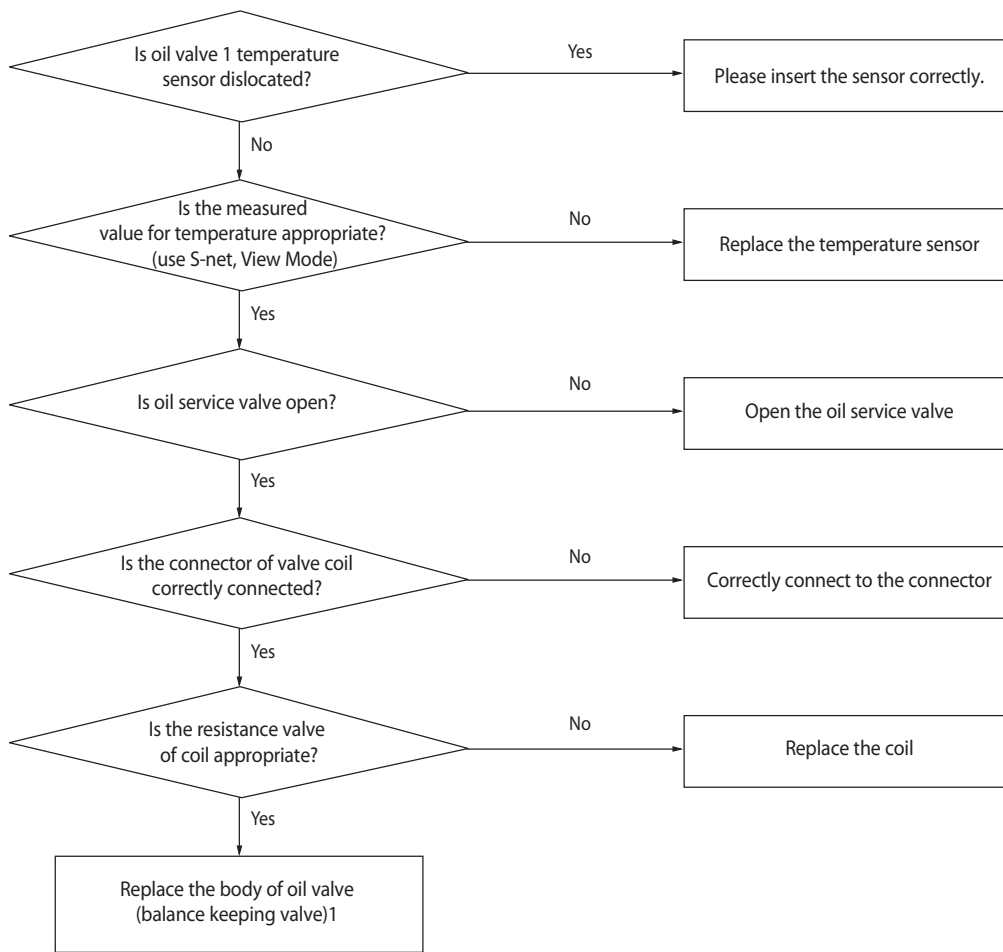 Is oil valve 1 temperature
sensor dislocated?
Yes
Please insert the sensor correctly.
No
Is the measured
value for temperature appropriate?
(use S-net, View Mode)
No
Replace the temperature sensor
Yes
Is oil service valve open?
No
Open the oil service valve
Yes
Is the connector of valve coil
correctly connected?
No
Correctly connect to the connector
Yes
Is the resistance valve
of coil appropriate?
No
Replace the coil
Yes
Replace the body of oil valve
(balance keeping valve)1